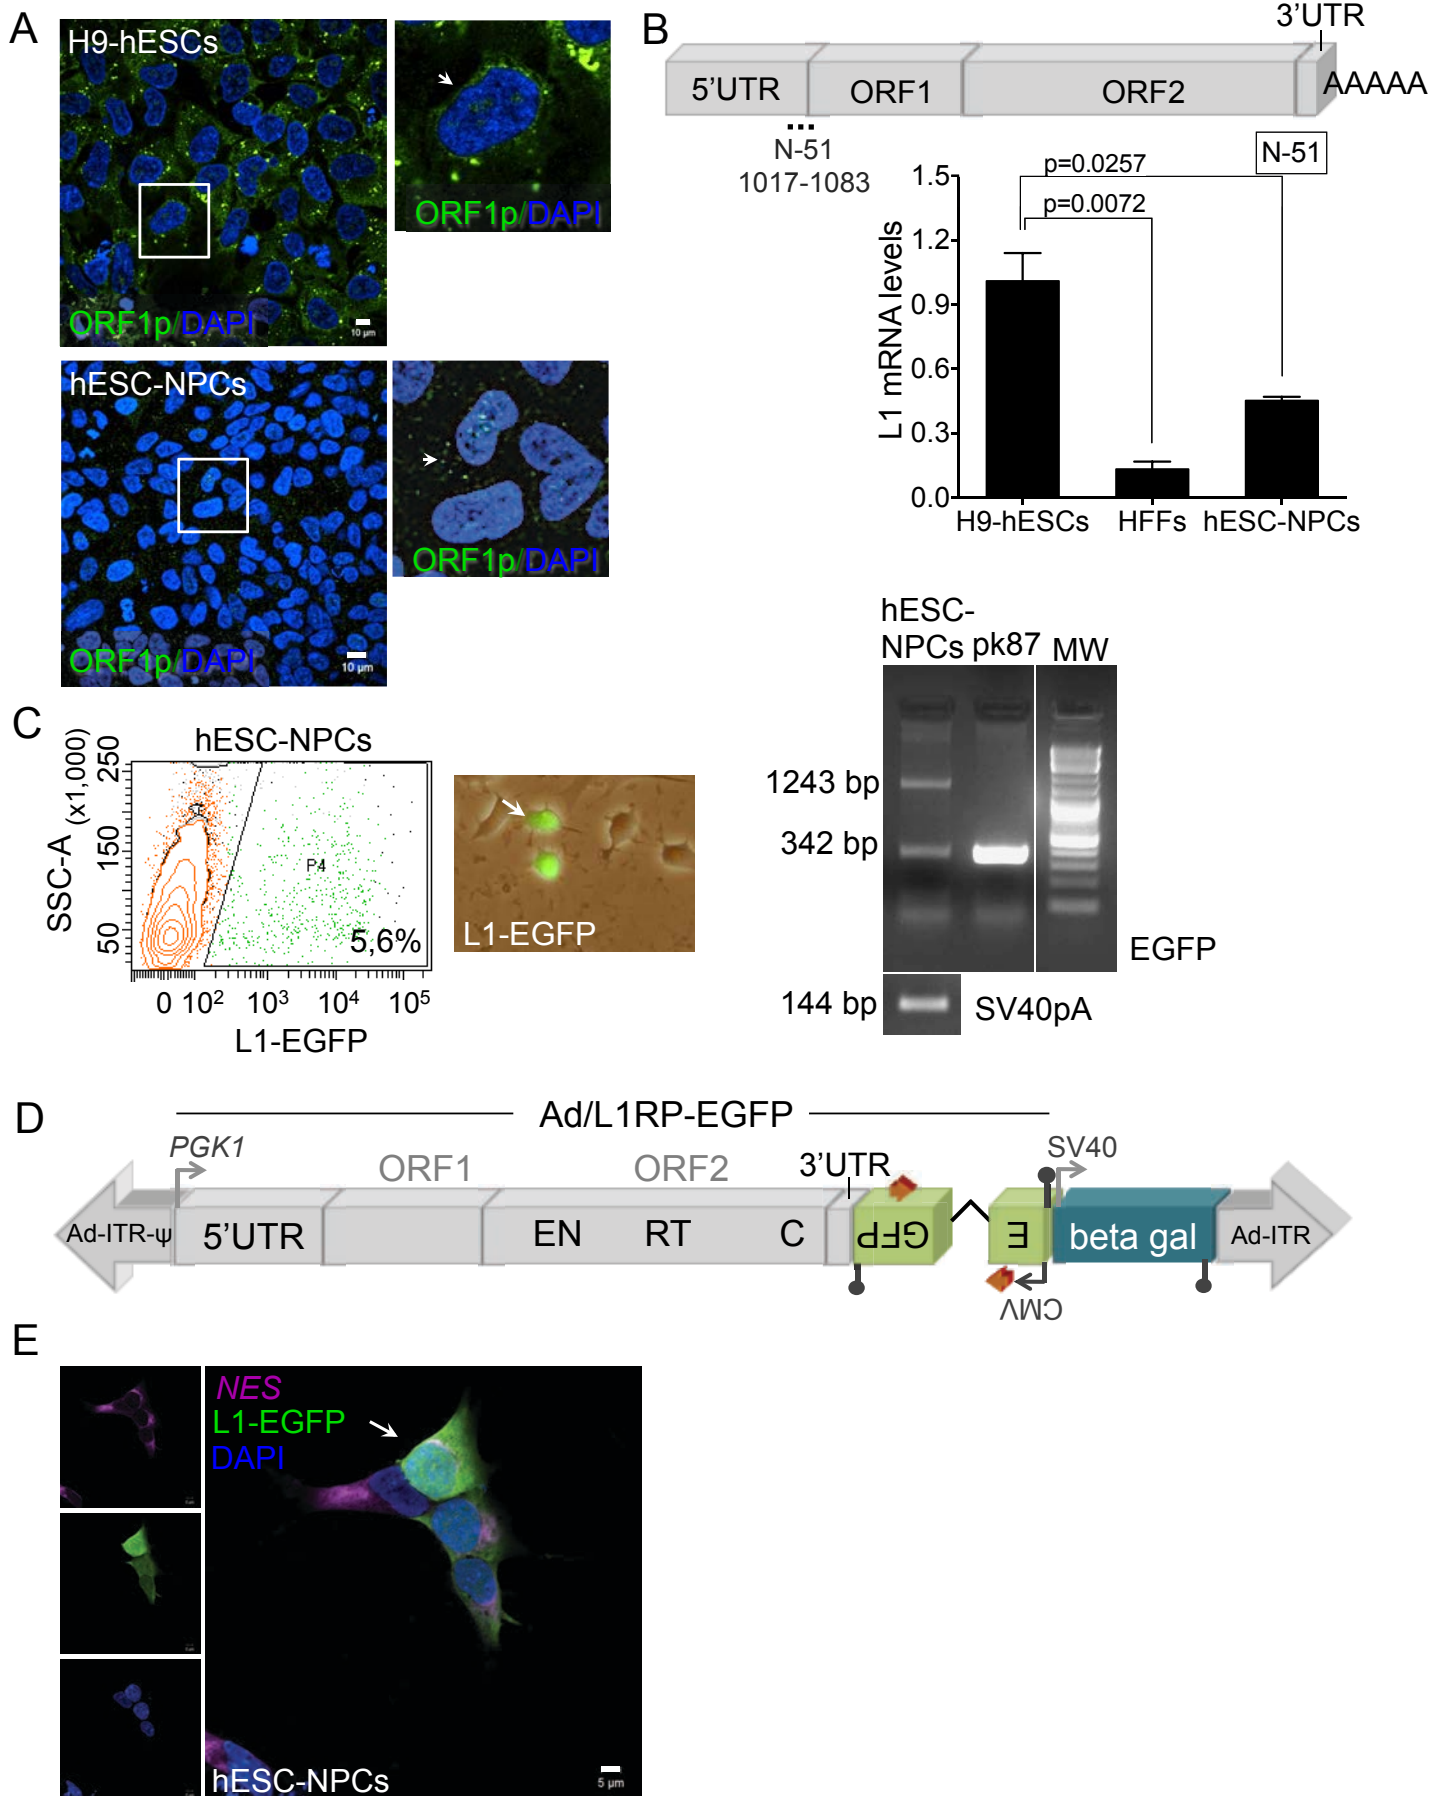 A
H9-hESCs
ORF1p/DAPI
10 µm
ORF1p/DAPI
hESC-NPCs
ORF1p/DAPI
10 µm
ORF1p/DAPI
B
3’UTR
5’UTR ORF1 ORF2 AAAAA
N-51
1017-1083
N-51
p=0.0257
p=0.0072
L1 mRNA levels
1.5
1.2
0.9
0.6
0.3
0.0
H9-hESCs HFFs hESC-NPCs
C
hESC-NPCs
SSC-A (x1,000)
250
150
50
P4
5,6%
0 10² 10³ 10⁴ 10⁵
L1-EGFP
L1-EGFP
hESC-
NPCs pk87 MW
1243 bp
342 bp
EGFP
144 bp
SV40pA
D
Ad/L1RP-EGFP
PGK1 ORF1 ORF2 3’UTR SV40
Ad-ITR-ψ 5’UTR EN RT C GFP E beta gal Ad-ITR
CMV
E
NES
L1-EGFP
DAPI
hESC-NPCs
5 µm